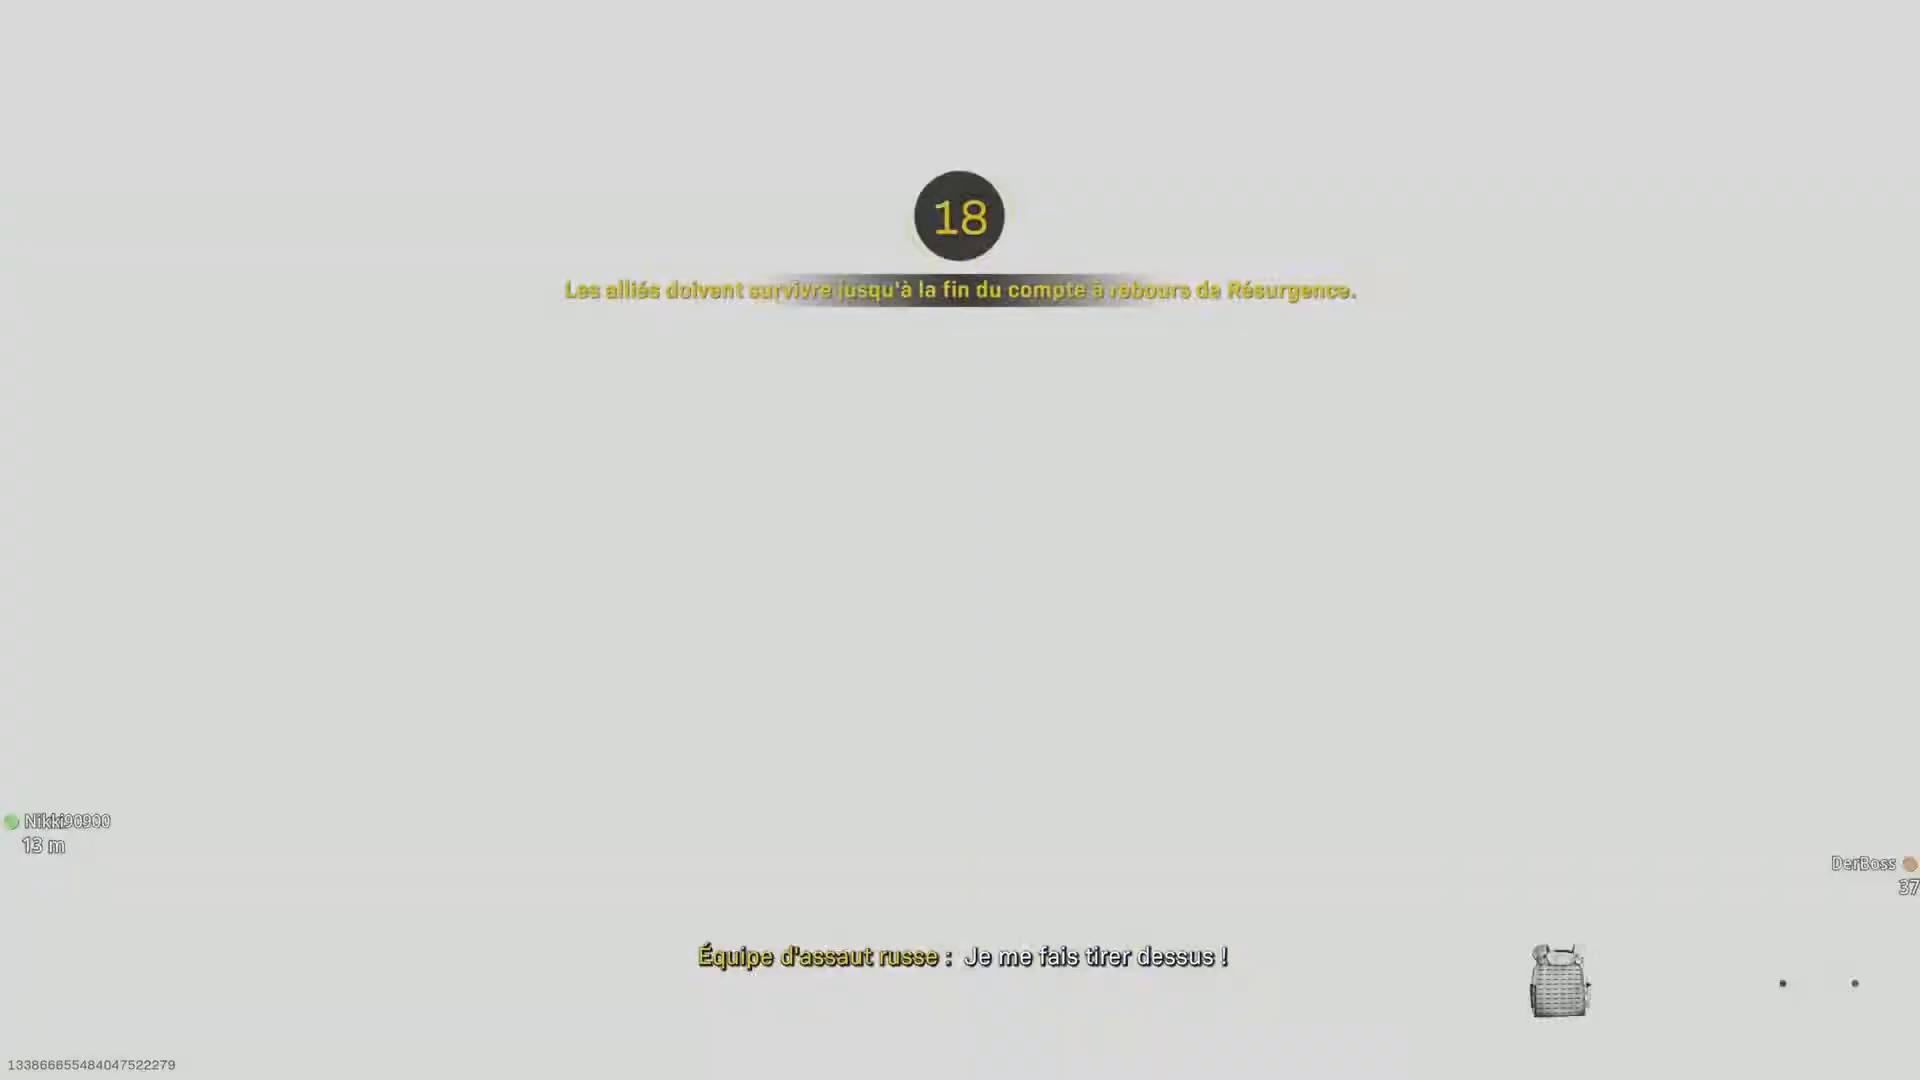 18
Les alliés doivent survivre jusqu'à la fin du compte à rebours de Résurgence.
Nikki90900
13 m
DerBoss
37
Équipe d'assaut russe : Je me fais tirer dessus !
133866655484047522279